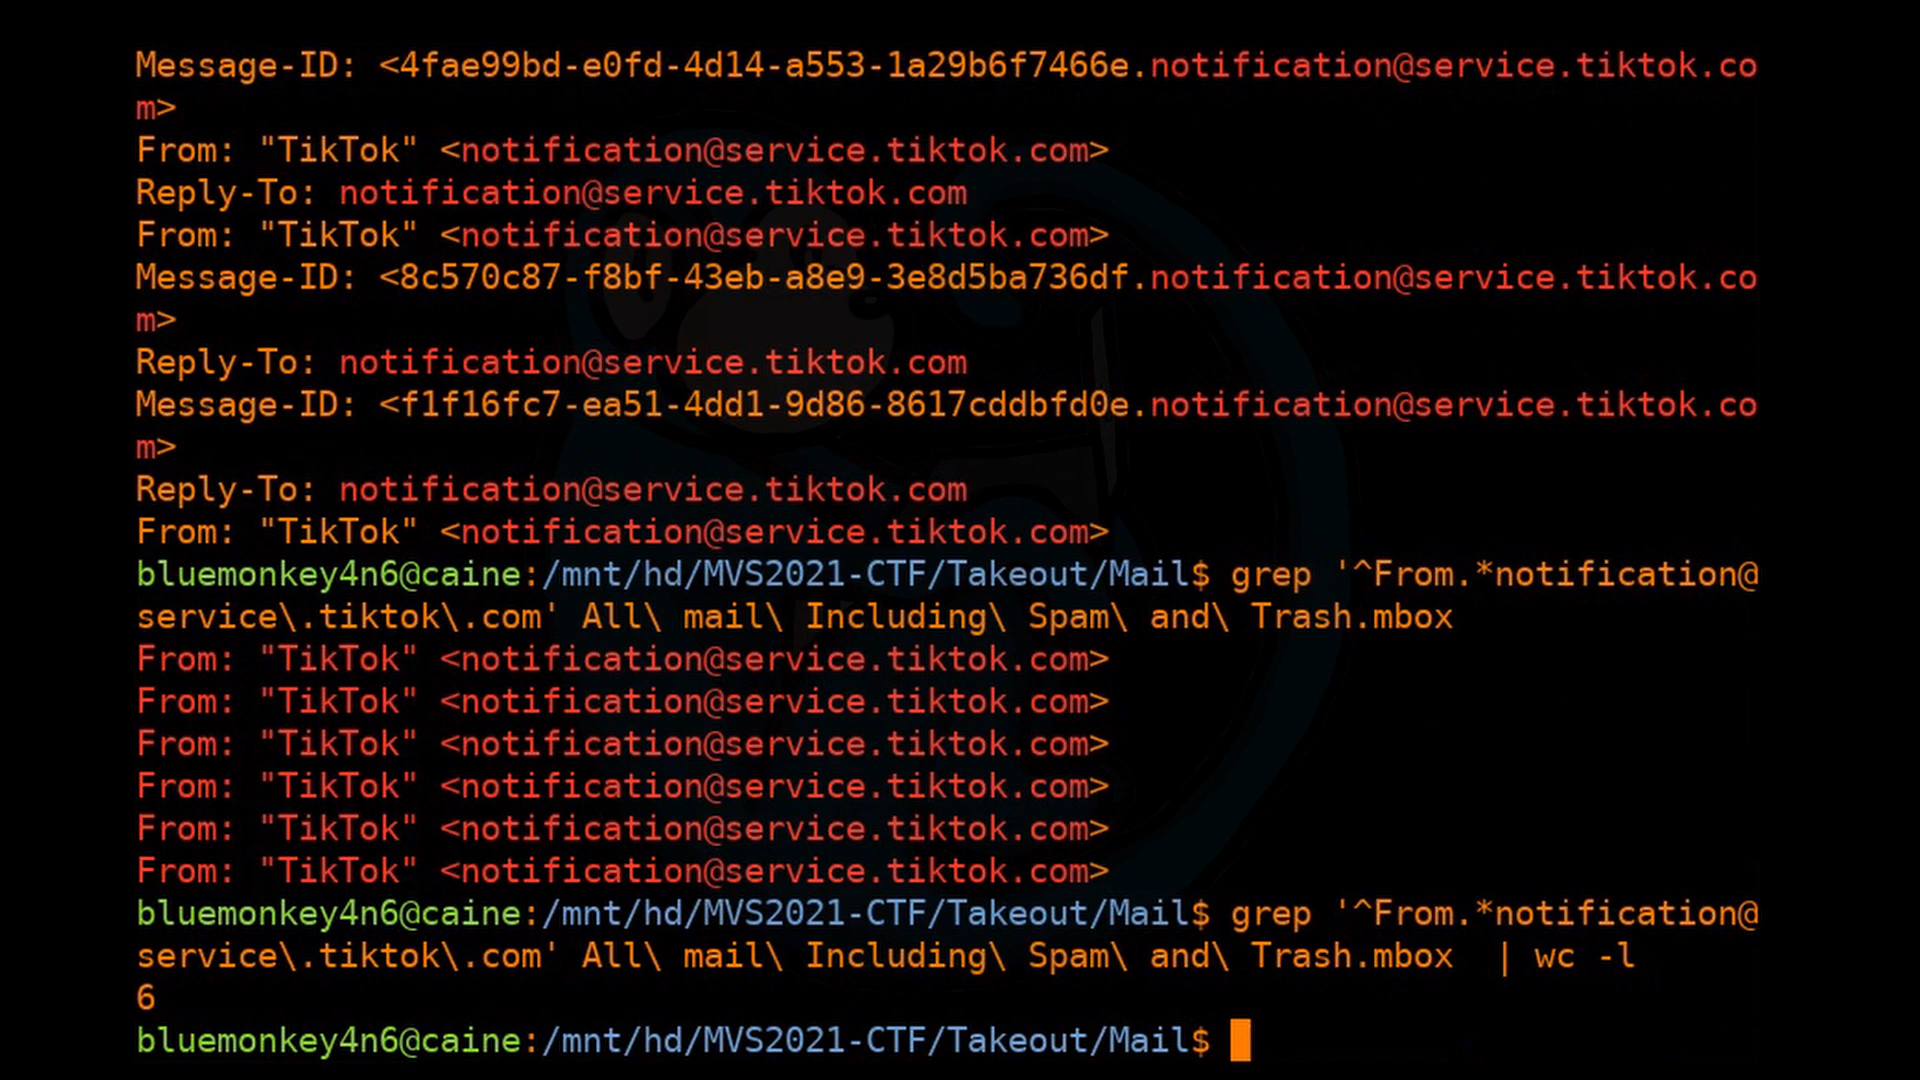 Message-ID: <4fae99bd-e0fd-4d14-a553-1a29b6f7466e.notification@service.tiktok.co
m>
From: "TikTok" <notification@service.tiktok.com>
Reply-To: notification@service.tiktok.com
From: "TikTok" <notification@service.tiktok.com>
Message-ID: <8c570c87-f8bf-43eb-a8e9-3e8d5ba736df.notification@service.tiktok.co
m>
Reply-To: notification@service.tiktok.com
Message-ID: <f1f16fc7-ea51-4dd1-9d86-8617cddbfd0e.notification@service.tiktok.co
m>
Reply-To: notification@service.tiktok.com
From: "TikTok" <notification@service.tiktok.com>
bluemonkey4n6@caine:/mnt/hd/MVS2021-CTF/Takeout/Mail$ grep '^From.*notification@
service\.tiktok\.com' All\ mail\ Including\ Spam\ and\ Trash.mbox
From: "TikTok" <notification@service.tiktok.com>
From: "TikTok" <notification@service.tiktok.com>
From: "TikTok" <notification@service.tiktok.com>
From: "TikTok" <notification@service.tiktok.com>
From: "TikTok" <notification@service.tiktok.com>
From: "TikTok" <notification@service.tiktok.com>
bluemonkey4n6@caine:/mnt/hd/MVS2021-CTF/Takeout/Mail$ grep '^From.*notification@
service\.tiktok\.com' All\ mail\ Including\ Spam\ and\ Trash.mbox  | wc -l
6
bluemonkey4n6@caine:/mnt/hd/MVS2021-CTF/Takeout/Mail$